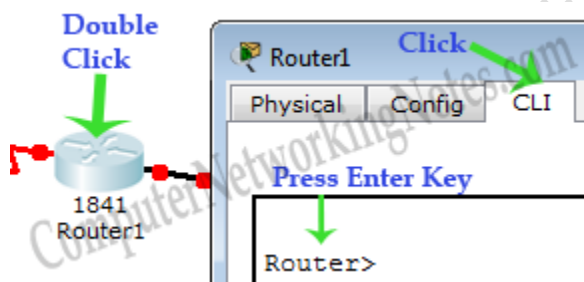 Double
Click
1841
Router1
Router1
Click
Physical
Config
CLI
Press Enter Key
Router>
ComputerNetworkingNotes.com